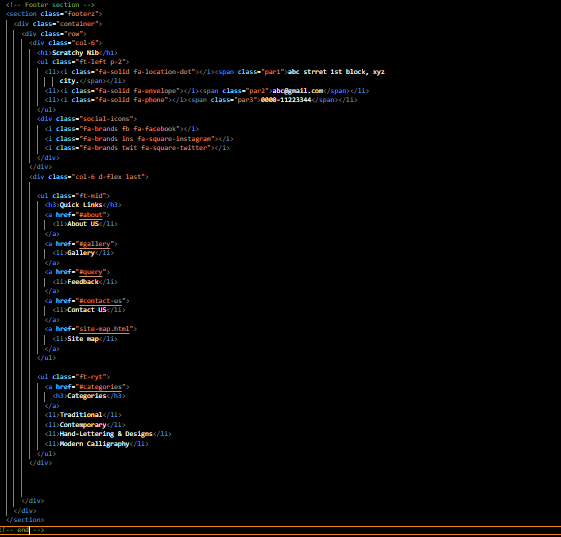 <!-- Footer section -->
<section class="footerz">
<div class="container">
<div class="row">
<div class="col-6">
<h1>Scratchy Nib</h1>
<ul class="ft-left p-2">
<li><i class="fa-solid fa-location-dot"></i><span class="par1">abc strret ist block, xyz
city.</span></li>
<li><i class="fa-solid fa-envelope"></i><span class="par2">abc@gmail.com</span></li>
<li><i class="fa-solid fa-phone"></i><span class="par3">0000-11223344</span></li>
</ul>
<div class="social-icons">
<i class="fa-brands fb fa-facebook"></i>
<i class="fa-brands ins fa-square-instagram"></i>
<i class="fa-brands twit fa-square-twitter"></i>
</div>
</div>
<div class="col-6 d-flex last">
<ul class="ft-mid">
<h3>Quick Links</h3>
<a href="#about">
<li>About US</li>
</a>
<a href="#gallery">
<li>Gallery</li>
</a>
<a href="#query">
<li>Feedback</li>
</a>
<a href="#contact-us">
<li>Contact US</li>
</a>
<a href="site-map.html">
<li>Site map</li>
</a>
</ul>
<ul class="ft-ryt">
<a href="#categories">
<h3>Categories</h3>
</a>
<li>Traditional</li>
<li>Contemporary</li>
<li>Hand-Lettering & Designs</li>
<li>Modern Calligraphy</li>
</ul>
</div>
</div>
</div>
</section>
<!-- end -->